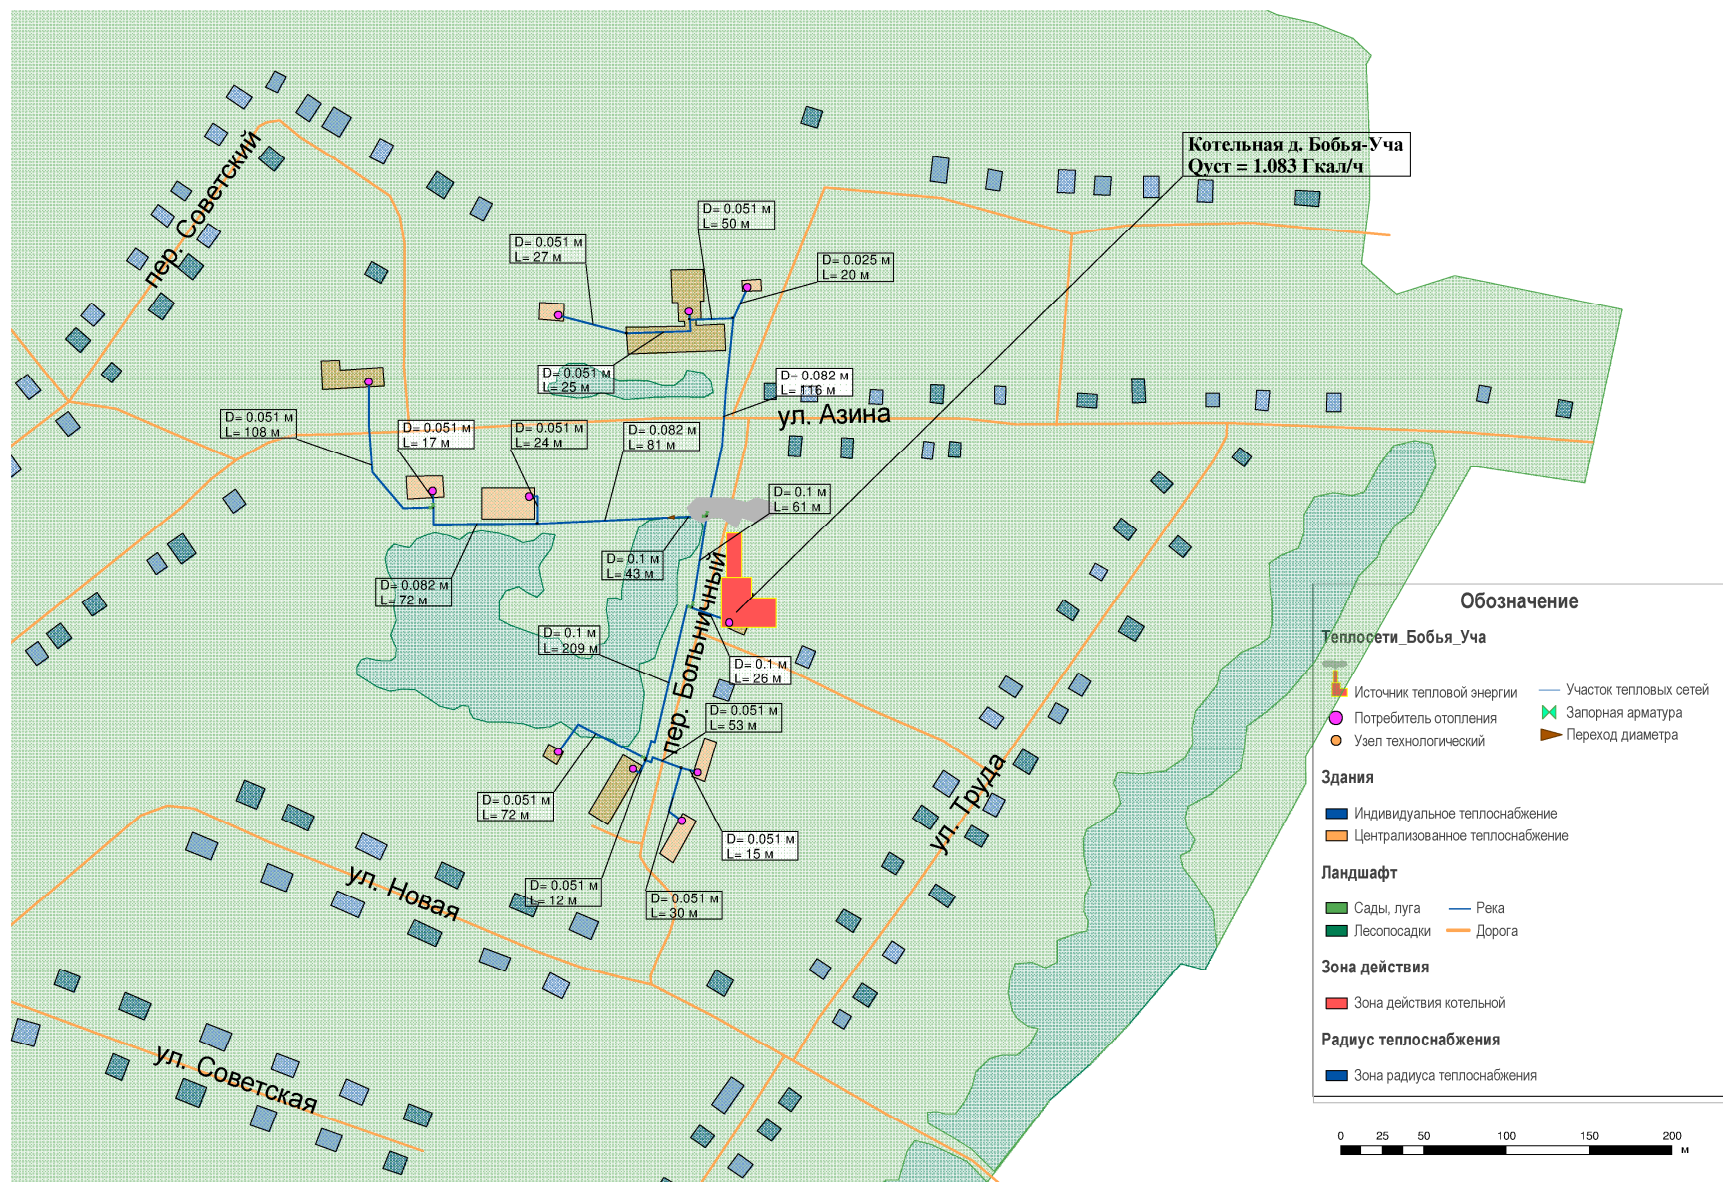 Котельная д. Бобья-Уча
Qуст = 1.083 Гкал/ч
пер. Советский
D= 0.051 м
L= 50 м
D= 0.051 м
L= 27 м
D= 0.025 м
L= 20 м
D= 0.051 м
L= 25 м
D= 0.082 м
L= 116 м
ул. Азина
D= 0.051 м
L= 108 м
D= 0.051 м
L= 17 м
D= 0.051 м
L= 24 м
D= 0.082 м
L= 81 м
D= 0.1 м
L= 61 м
D= 0.1 м
L= 43 м
D= 0.082 м
L= 72 м
пер. Больничный
D= 0.1 м
L= 209 м
D= 0.1 м
L= 26 м
D= 0.051 м
L= 53 м
D= 0.051 м
L= 72 м
D= 0.051 м
L= 15 м
D= 0.051 м
L= 12 м
D= 0.051 м
L= 30 м
ул. Труда
ул. Новая
ул. Советская
Обозначение
Теплосети_Бобья_Уча
Источник тепловой энергии
Участок тепловых сетей
Потребитель отопления
Запорная арматура
Узел технологический
Переход диаметра
Здания
Индивидуальное теплоснабжение
Централизованное теплоснабжение
Ландшафт
Сады, луга
Река
Лесопосадки
Дорога
Зона действия
Зона действия котельной
Радиус теплоснабжения
Зона радиуса теплоснабжения
0 25 50 100 150 200
м